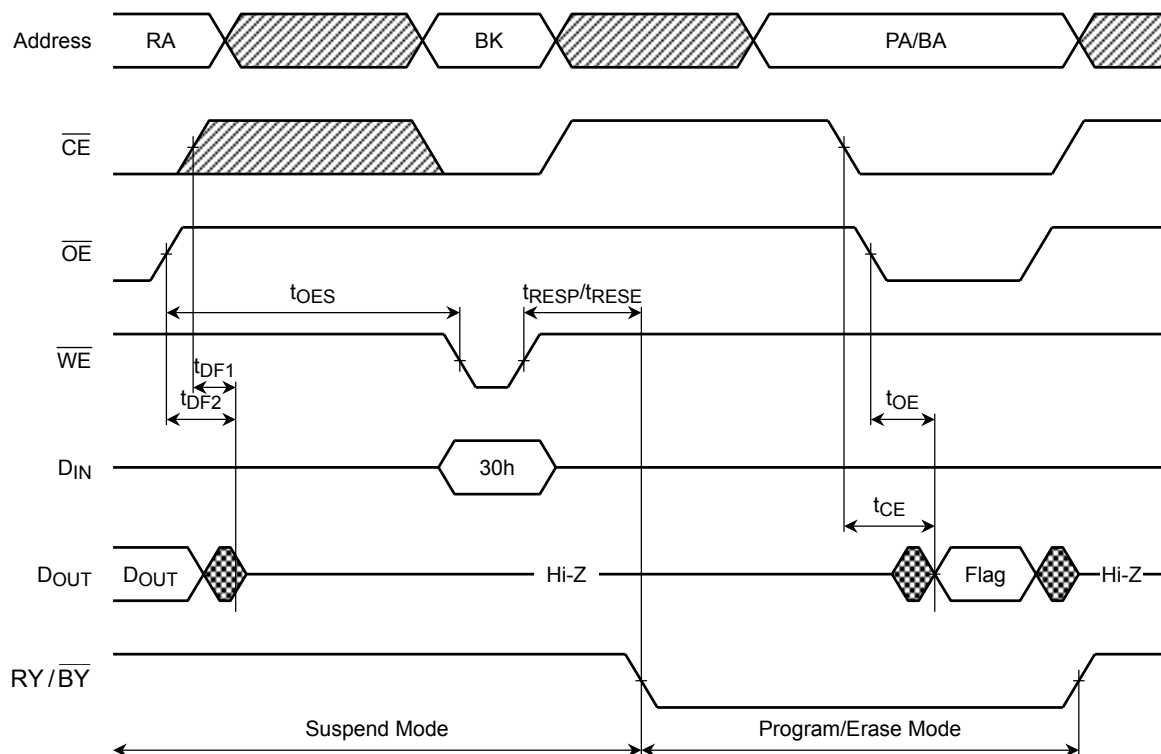 Address RA BK PA/BA
CE
OE
tOES tRESP/tRESE
WE
tDF1
tDF2 tOE
DIN 30h
tCE
DOUT DOUT Hi-Z Flag Hi-Z
RY/BY
Suspend Mode Program/Erase Mode